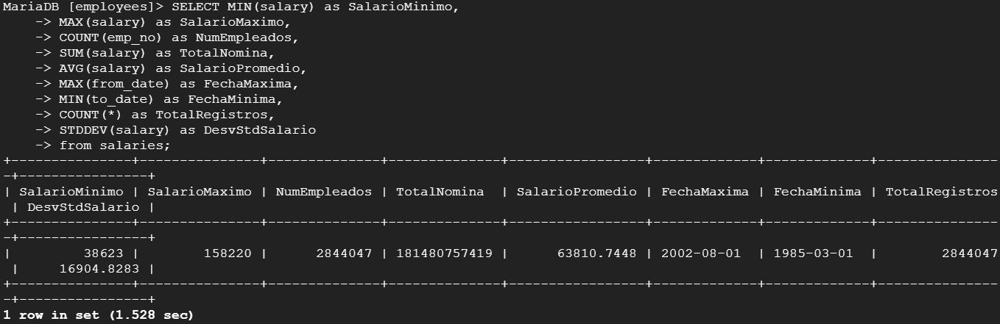 MariaDB [employees]> SELECT MIN(salary) as SalarioMinimo,
    -> MAX(salary) as SalarioMaximo,
    -> COUNT(emp_no) as NumEmpleados,
    -> SUM(salary) as TotalNomina,
    -> AVG(salary) as SalarioPromedio,
    -> MAX(from_date) as FechaMaxima,
    -> MIN(to_date) as FechaMinima,
    -> COUNT(*) as TotalRegistros,
    -> STDDEV(salary) as DesvStdSalario
    -> from salaries;
+---------------+---------------+--------------+--------------+-----------------+-------------+-------------+---------------
-+----------------+
| SalarioMinimo | SalarioMaximo | NumEmpleados | TotalNomina  | SalarioPromedio | FechaMaxima | FechaMinima | TotalRegistros
 | DesvStdSalario |
+---------------+---------------+--------------+--------------+-----------------+-------------+-------------+---------------
-+----------------+
|         38623 |        158220 |      2844047 | 181480757419 |      63810.7448 | 2002-08-01  | 1985-03-01  |        2844047
 |     16904.8283 |
+---------------+---------------+--------------+--------------+-----------------+-------------+-------------+---------------
-+----------------+
1 row in set (1.528 sec)